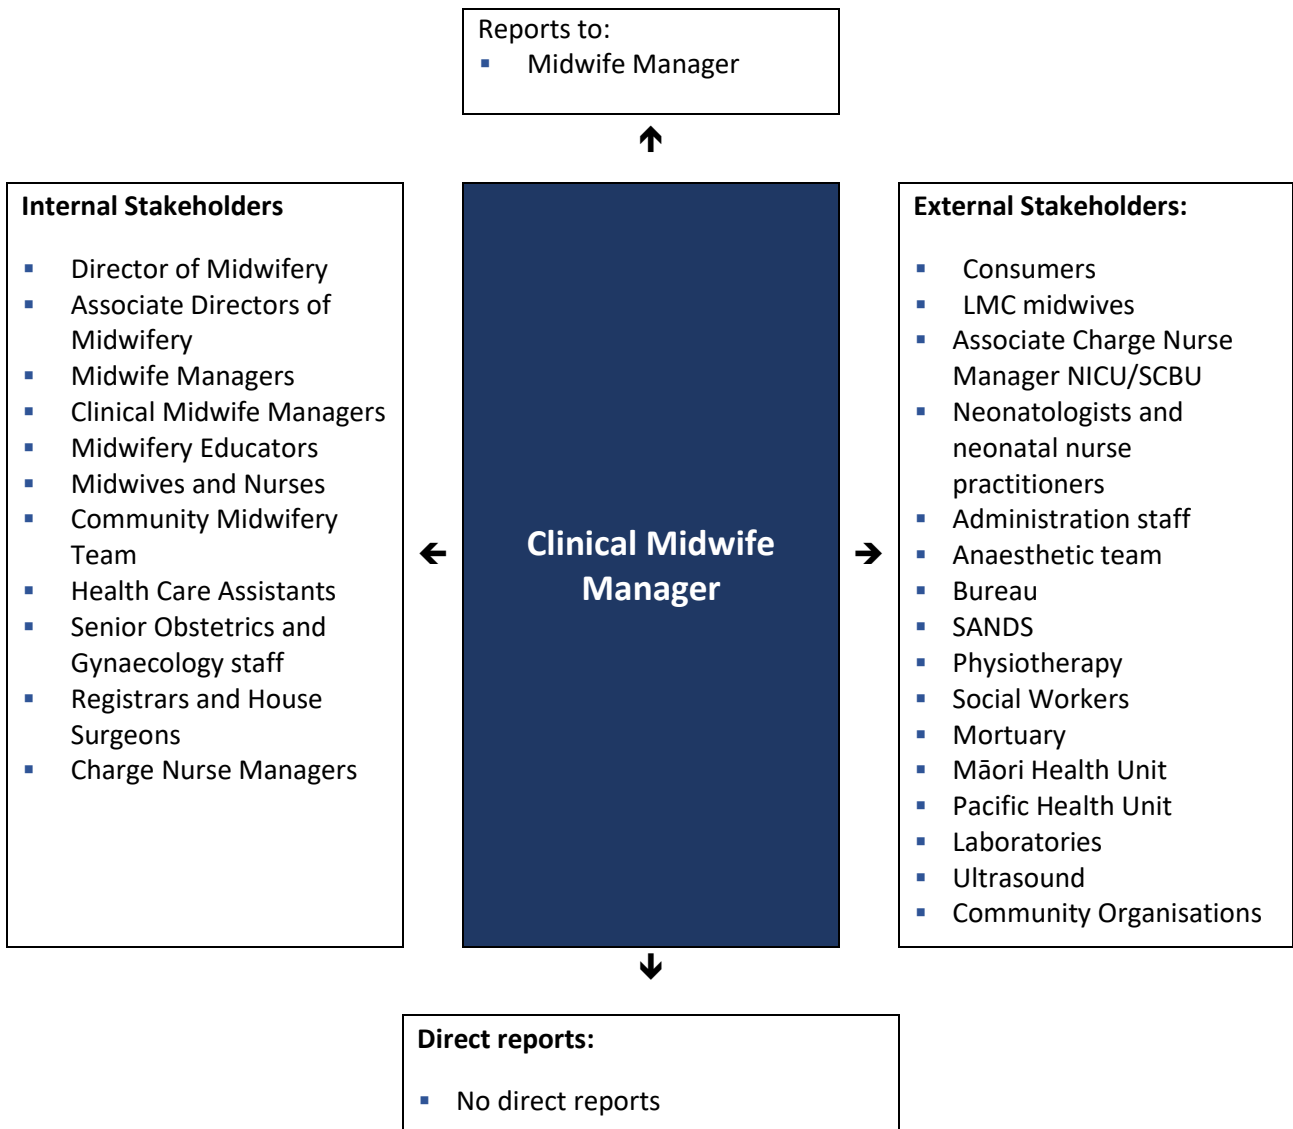 Reports to:
▪ Midwife Manager
Internal Stakeholders
▪ Director of Midwifery
▪ Associate Directors of
Midwifery
▪ Midwife Managers
▪ Clinical Midwife Managers
▪ Midwifery Educators
▪ Midwives and Nurses
▪ Community Midwifery
Team
▪ Health Care Assistants
▪ Senior Obstetrics and
Gynaecology staff
▪ Registrars and House
Surgeons
▪ Charge Nurse Managers
Clinical Midwife
Manager
External Stakeholders:
▪ Consumers
▪ LMC midwives
▪ Associate Charge Nurse
Manager NICU/SCBU
▪ Neonatologists and
neonatal nurse
practitioners
▪ Administration staff
▪ Anaesthetic team
▪ Bureau
▪ SANDS
▪ Physiotherapy
▪ Social Workers
▪ Mortuary
▪ Māori Health Unit
▪ Pacific Health Unit
▪ Laboratories
▪ Ultrasound
▪ Community Organisations
Direct reports:
▪ No direct reports